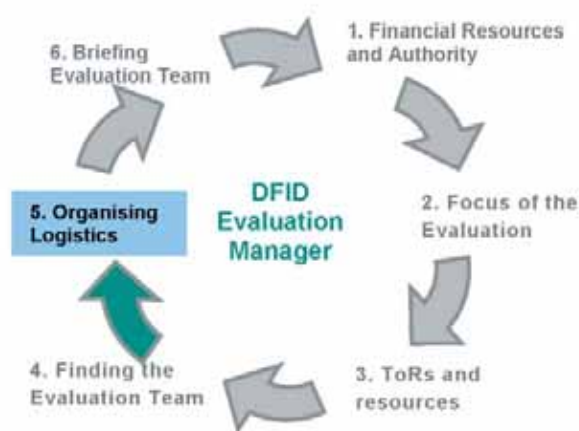 1. Financial Resources
and Authority
2. Focus of the
Evaluation
3. ToRs and
resources
4. Finding the
Evaluation Team
5. Organising
Logistics
6. Briefing
Evaluation Team
DFID
Evaluation
Manager